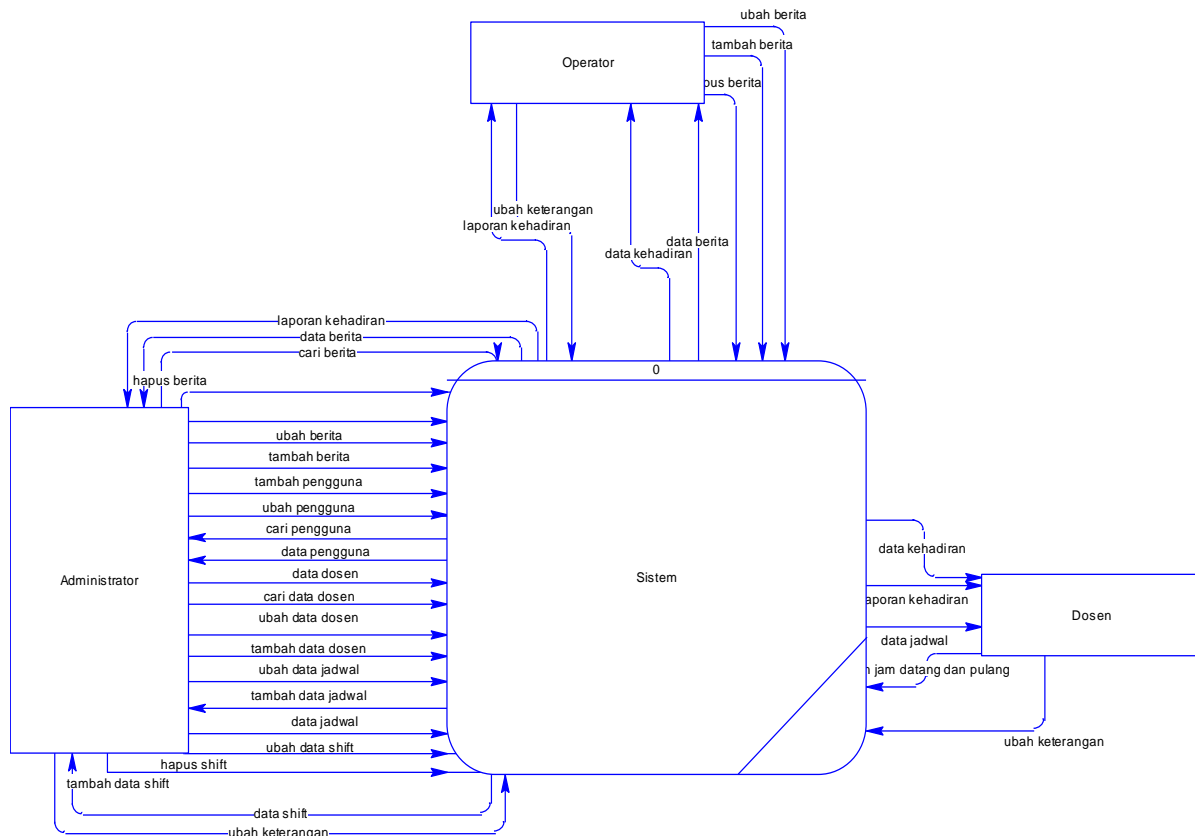 ubah berita
tambah berita
Operator
berita
ubah keterangan
laporan kehadiran
data berita
data kehadiran
laporan kehadiran
data berita
cari berita
0
hapus berita
ubah berita
tambah berita
tambah pengguna
ubah pengguna
cari pengguna
data pengguna
data kehadiran
data dosen
Administrator
Sistem
cari data dosen
kehadiran
ubah data dosen
Dosen
data jadwal
tambah data dosen
ubah data jadwal
jam datang dan pulang
tambah data jadwal
data jadwal
ubah data shift
ubah keterangan
hapus shift
tambah data shift
data shift
ubah keterangan